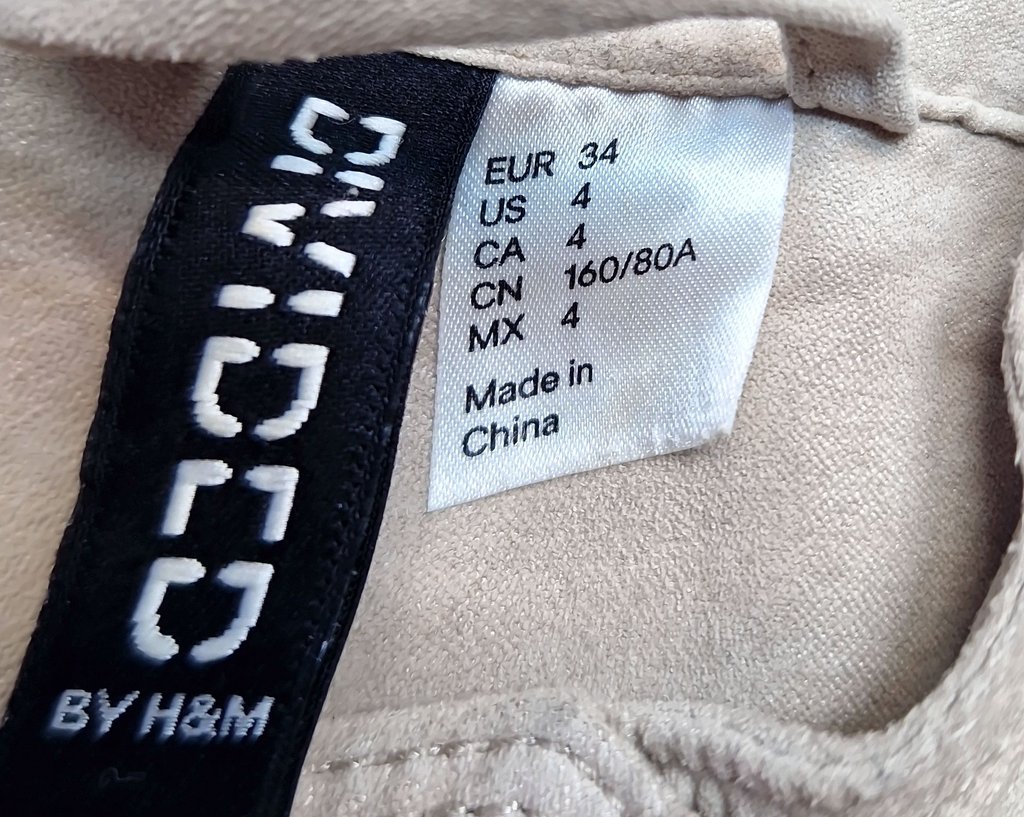 DIVIDED
BY H&M
EUR 34
US 4
CA 4
CN 160/80A
MX 4
Made in
China